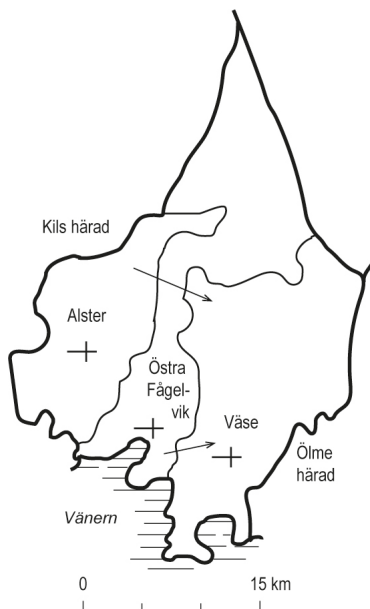 Kils härad
Alster
Östra
Fågel-
vik
Väse
Ölme
härad
Vänern
0 15 km